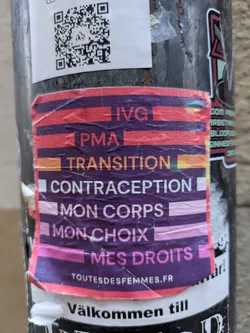 IVG
PMA
TRANSITION
CONTRACEPTION
MON CORPS
MON CHOIX
MES DROITS
TOUTESDESFEMMES.FR
Välkommen till